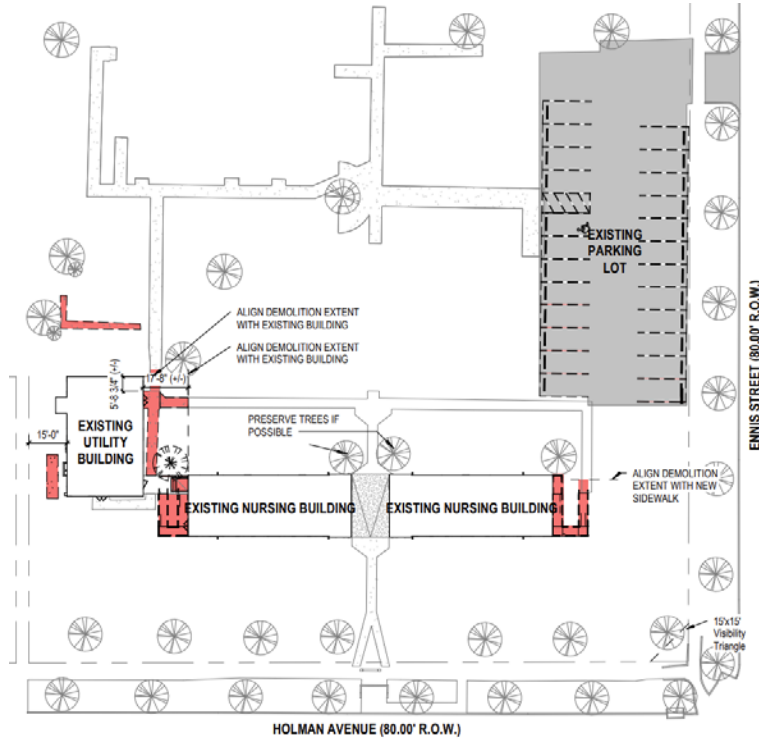 EXISTING
PARKING
LOT
ENNIS STREET (80.00' R.O.W.)
ALIGN DEMOLITION EXTENT
WITH EXISTING BUILDING
ALIGN DEMOLITION EXTENT
WITH EXISTING BUILDING
17'-8" (+/-)
5'-8 3/4" (+/-)
EXISTING
UTILITY
BUILDING
15'-0"
PRESERVE TREES IF
POSSIBLE
ALIGN DEMOLITION
EXTENT WITH NEW
SIDEWALK
EXISTING NURSING BUILDING
EXISTING NURSING BUILDING
15'x15'
Visibility
Triangle
HOLMAN AVENUE (80.00' R.O.W.)